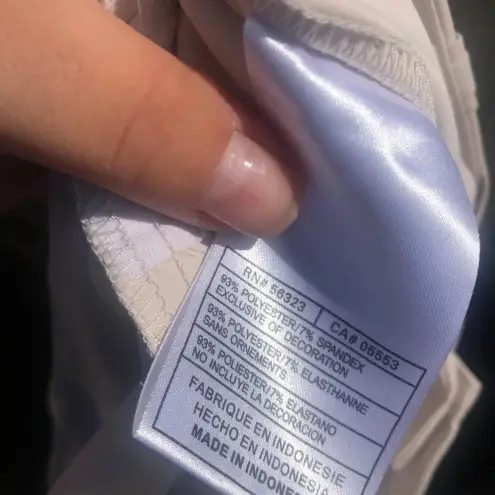 RN# 56323 CA# 05553
93% POLYESTER/7% SPANDEX
EXCLUSIVE OF DECORATION
93% POLYESTER/7% ELASTHANNE
SANS ORNEMENTS
93% POLIESTER/7% ELASTANO
NO INCLUYE LA DECORACION
FABRIQUE EN INDONESIE
HECHO EN INDONESIA
MADE IN